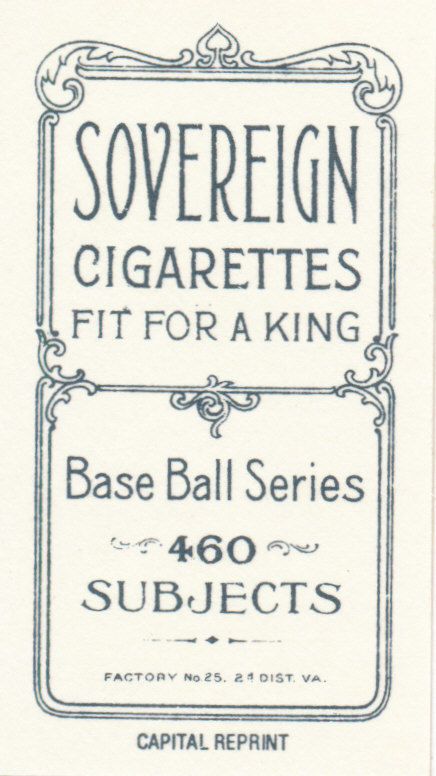 SOVEREIGN
CIGARETTES
FIT FOR A KING
Base Ball Series
460
SUBJECTS
FACTORY No.25. 2d DIST. VA.
CAPITAL REPRINT